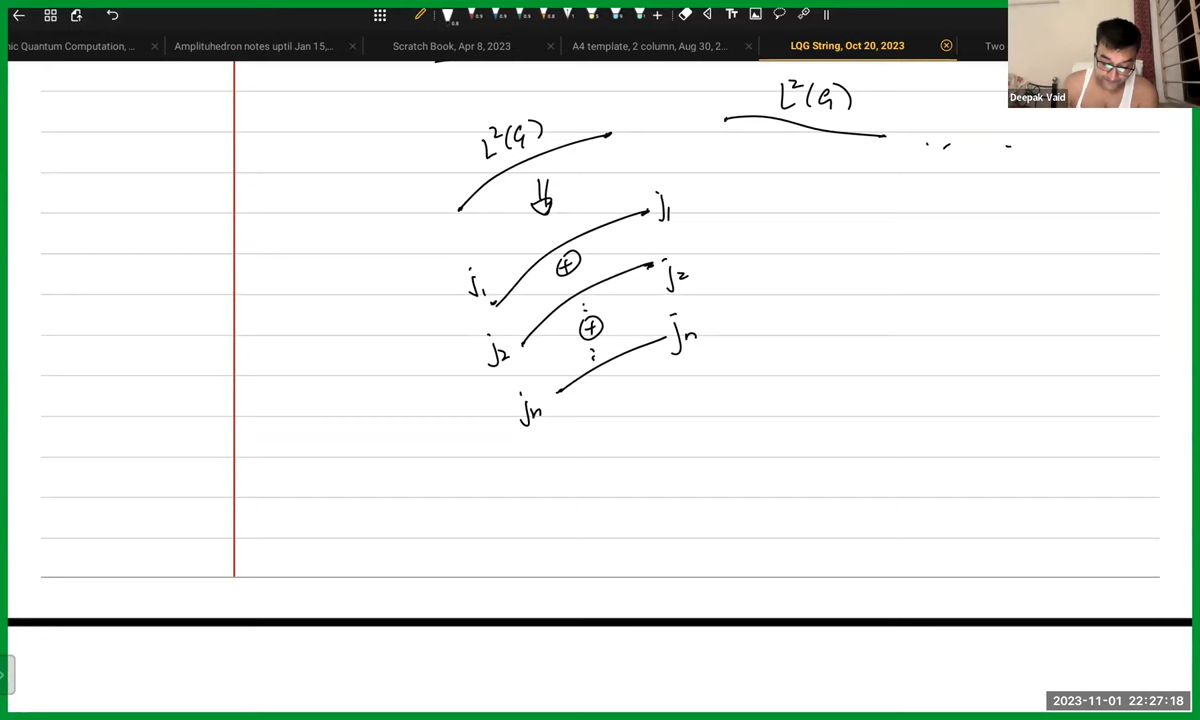 nic Quantum Computation, ...
Amplituhedron notes uptil Jan 15,...
Scratch Book, Apr 8, 2023
A4 template, 2 column, Aug 30, 2...
LQG String, Oct 20, 2023
Two
Deepak Vaid
L²(G)
L²(G)
j₁
⊕
j₁
j₂
⊕
j₂
jn
jn
2023-11-01 22:27:18